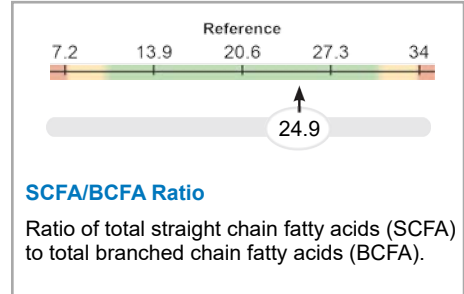 Reference
7.2 13.9 20.6 27.3 34
24.9
SCFA/BCFA Ratio
Ratio of total straight chain fatty acids (SCFA)
to total branched chain fatty acids (BCFA).